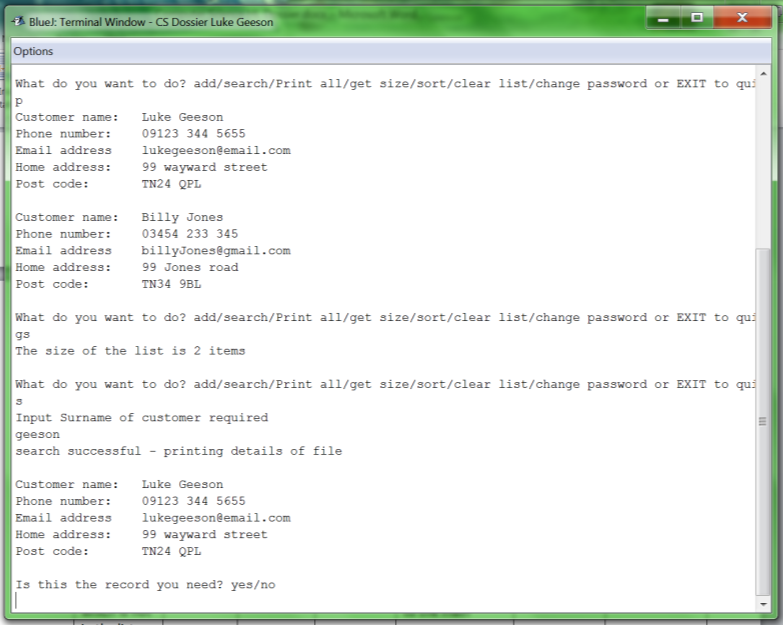 BlueJ: Terminal Window - CS Dossier Luke Geeson
Options
What do you want to do? add/search/Print all/get size/sort/clear list/change password or EXIT to qui
p
Customer name: Luke Geeson
Phone number: 09123 344 5655
Email address lukegeeson@email.com
Home address: 99 wayward street
Post code: TN24 QPL
Customer name: Billy Jones
Phone number: 03454 233 345
Email address billyJones@gmail.com
Home address: 99 Jones road
Post code: TN34 9BL
What do you want to do? add/search/Print all/get size/sort/clear list/change password or EXIT to qui
gs
The size of the list is 2 items
What do you want to do? add/search/Print all/get size/sort/clear list/change password or EXIT to qui
s
Input Surname of customer required
geeson
search successful - printing details of file
Customer name: Luke Geeson
Phone number: 09123 344 5655
Email address lukegeeson@email.com
Home address: 99 wayward street
Post code: TN24 QPL
Is this the record you need? yes/no